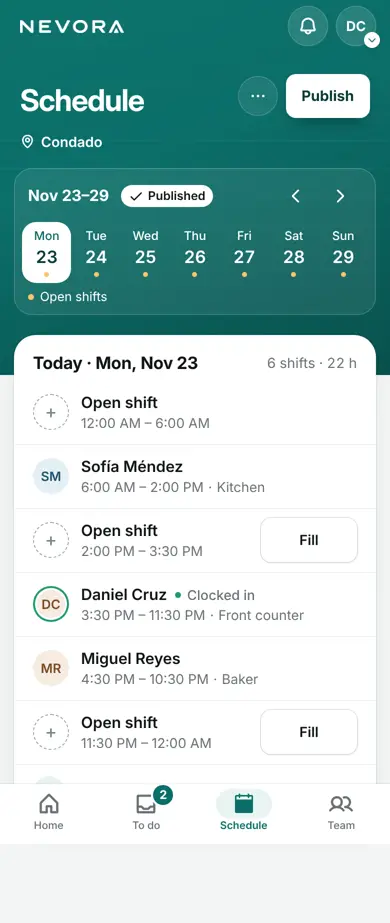 NEVORA
DC
Schedule
...
Publish
Condado
Nov 23–29
Published
Mon Tue Wed Thu Fri Sat Sun
23 24 25 26 27 28 29
Open shifts
Today · Mon, Nov 23
6 shifts · 22 h
Open shift
12:00 AM – 6:00 AM
SM
Sofía Méndez
6:00 AM – 2:00 PM · Kitchen
Open shift
2:00 PM – 3:30 PM
Fill
DC
Daniel Cruz
Clocked in
3:30 PM – 11:30 PM · Front counter
MR
Miguel Reyes
4:30 PM – 10:30 PM · Baker
Open shift
11:30 PM – 12:00 AM
Fill
2
Home
To do
Schedule
Team